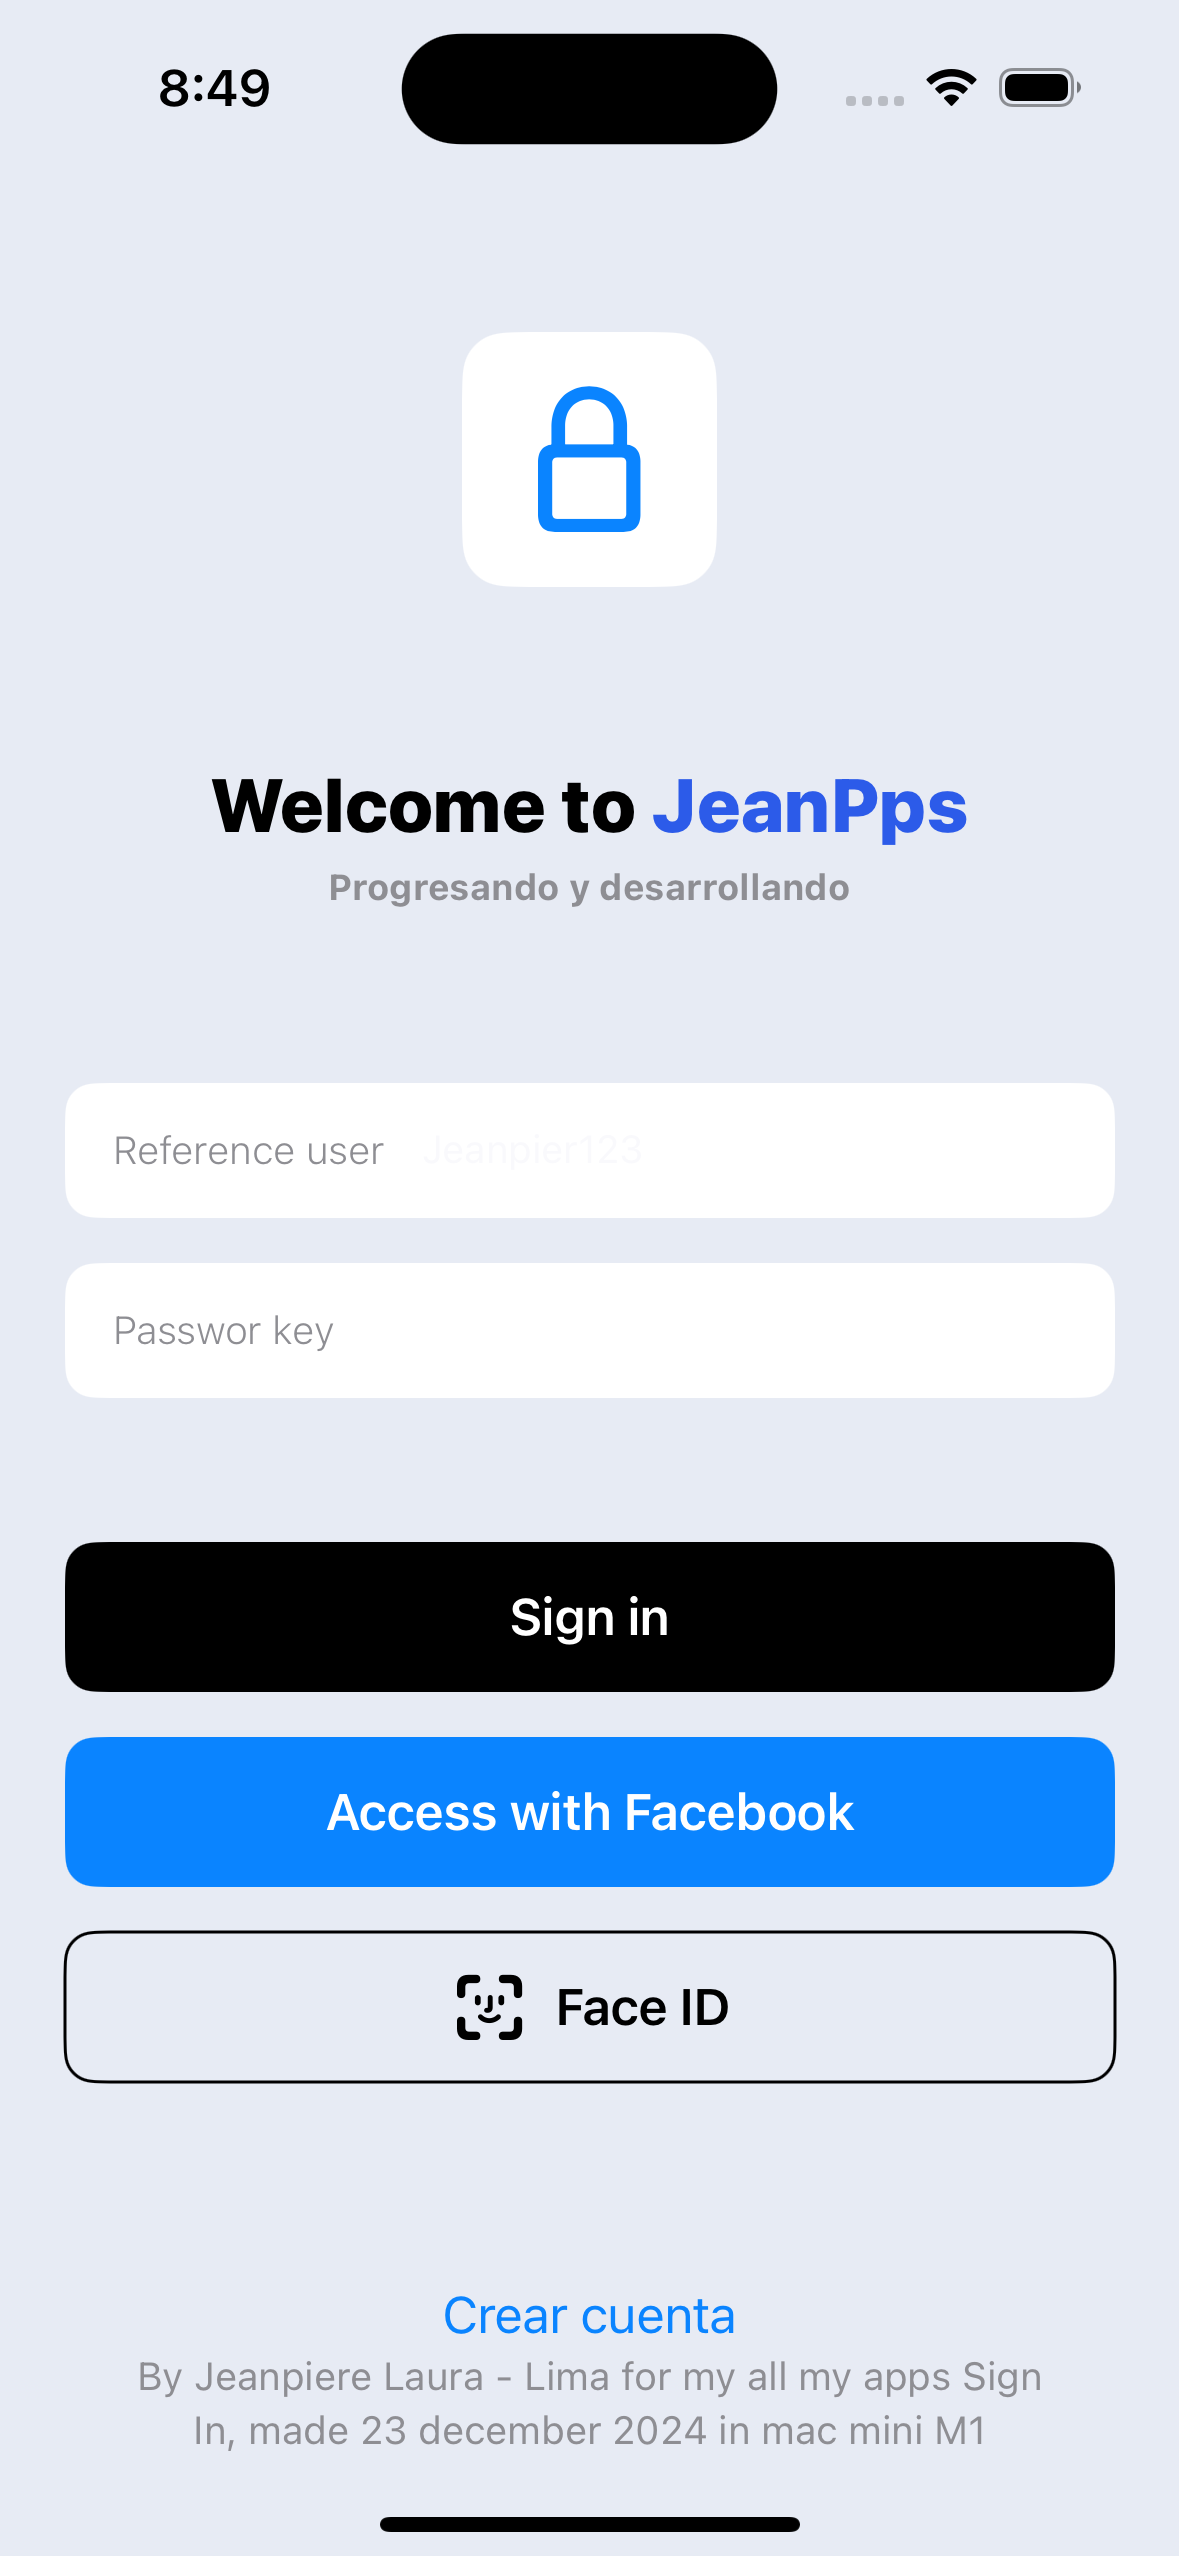 8:49
Welcome to JeanPps
Progresando y desarrollando
Reference user Jeanpier123
Passwor key
Sign in
Access with Facebook
Face ID
Crear cuenta
By Jeanpiere Laura - Lima for my all my apps Sign
In, made 23 december 2024 in mac mini M1